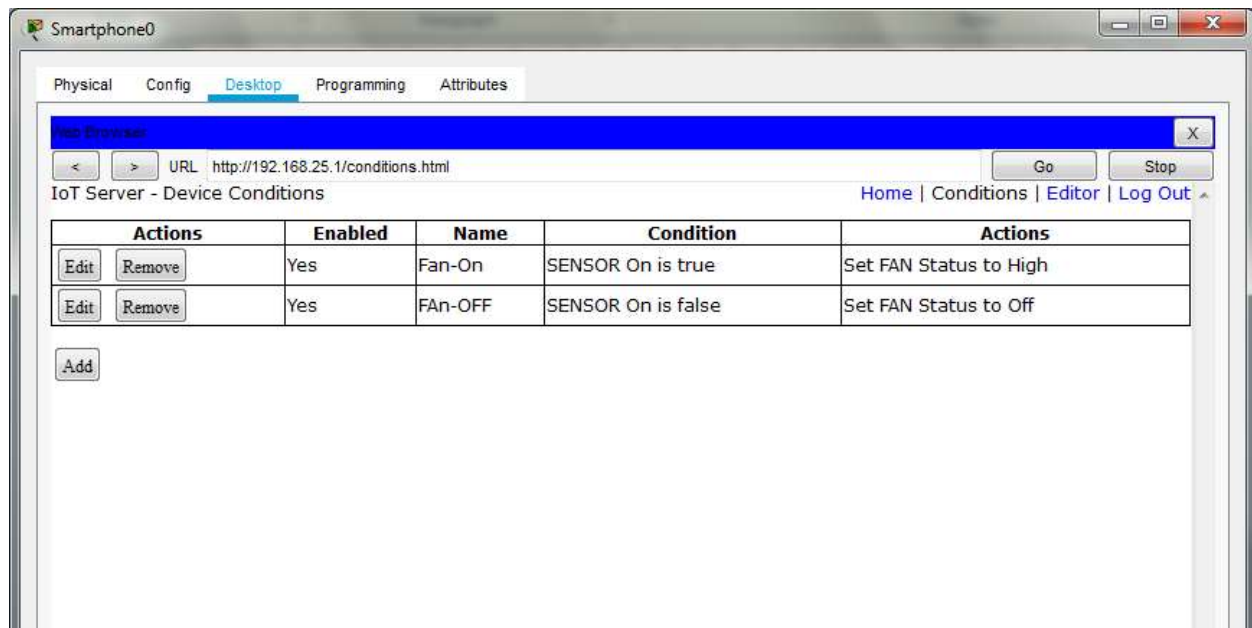 Smartphone0
X
Physical Config Desktop Programming Attributes
Web Browser
X
< > URL http://192.168.25.1/conditions.html Go Stop
IoT Server - Device Conditions Home | Conditions | Editor | Log Out
Actions Enabled Name Condition Actions
Edit Remove Yes Fan-On SENSOR On is true Set FAN Status to High
Edit Remove Yes FAn-OFF SENSOR On is false Set FAN Status to Off
Add